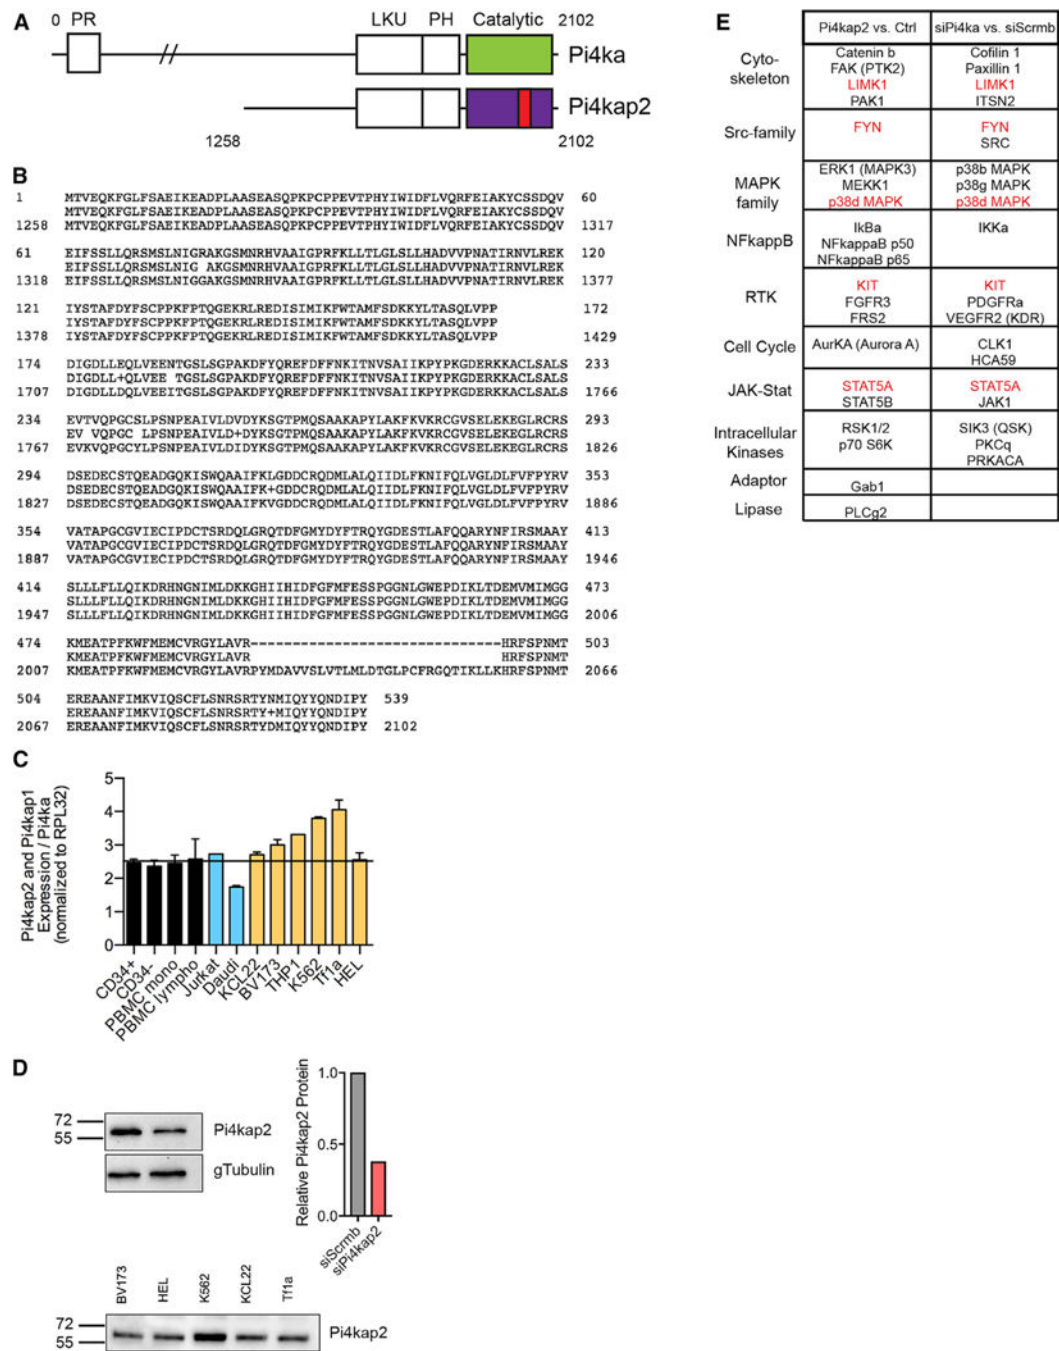 A
0 PR LKU PH Catalytic 2102
Pi4ka
Pi4kap2
1258 2102
B
1 MTVEQKFGLFSAEIKEADPLAASEASQPKPCPPEVTPHYIWIDFLVQRFEIAKYCSSDQV 60
MTVEQKFGLFSAEIKEADPLAASEASQPKPCPPEVTPHYIWIDFLVQRFEIAKYCSSDQV
1258 MTVEQKFGLFSAEIKEADPLAASEASQPKPCPPEVTPHYIWIDFLVQRFEIAKYCSSDQV 1317
61 EIFSSLLQRSMSLNIGRAKGSMNRHVAAIGPRFKLLTLGLSLLHADVVPNATIRNVLREK 120
EIFSSLLQRSMSLNIG AKGSMNRHVAAIGPRFKLLTLGLSLLHADVVPNATIRNVLREK
1318 EIFSSLLQRSMSLNIGGAKGSMNRHVAAIGPRFKLLTLGLSLLHADVVPNATIRNVLREK 1377
121 IYSTAFDYFSCPPKFPTQGEKRLREDISIMIKFWTAMFSDKKYLTASQLVPP 172
IYSTAFDYFSCPPKFPTQGEKRLREDISIMIKFWTAMFSDKKYLTASQLVPP
1378 IYSTAFDYFSCPPKFPTQGEKRLREDISIMIKFWTAMFSDKKYLTASQLVPP 1429
174 DIGDLLEQLVEENTGSLSGPAKDFYQREFDFFNKITNVSAIIKPYPKGDERKKACLSALS 233
DIGDLL+QLVEE TGSLSGPAKDFYQREFDFFNKITNVSAIIKPYPKGDERKKACLSALS
1707 DIGDLLDQLVEEITGSLSGPAKDFYQREFDFFNKITNVSAIIKPYPKGDERKKACLSALS 1766
234 EVTVQPGCSLPSNPEAIVLDVDYKSGTPMQSAAKAPYLAKFKVKRCGVSELEKEGLRCRS 293
EV VQPGC LPSNPEAIVLD+DYKSGTPMQSAAKAPYLAKFKVKRCGVSELEKEGLRCRS
1767 EVKVQPGCYLPSNPEAIVLDIDYKSGTPMQSAAKAPYLAKFKVKRCGVSELEKEGLRCRS 1826
294 DSEDECSTQEADGQKISWQAAIFKLGDDCRQDMLALQIIDLFKNIFQLVGLDLFVFPYRV 353
DSEDECSTQEADGQKISWQAAIFK+GDDCRQDMLALQIIDLFKNIFQLVGLDLFVFPYRV
1827 DSEDECSTQEADGQKISWQAAIFKVGDDCRQDMLALQIIDLFKNIFQLVGLDLFVFPYRV 1886
354 VATAPGCGVIECIPDCTSRDQLGRQTDFGMYDYFTRQYGDESTLAFQQARYNFIRSMAAY 413
VATAPGCGVIECIPDCTSRDQLGRQTDFGMYDYFTRQYGDESTLAFQQARYNFIRSMAAY
1887 VATAPGCGVIECIPDCTSRDQLGRQTDFGMYDYFTRQYGDESTLAFQQARYNFIRSMAAY 1946
414 SLLLFLLQIKDRHNGNIMLDKKGHIIHIDFGFMFESSPGGNLGWEPDIKLTDEMVMIMGG 473
SLLLFLLQIKDRHNGNIMLDKKGHIIHIDFGFMFESSPGGNLGWEPDIKLTDEMVMIMGG
1947 SLLLFLLQIKDRHNGNIMLDKKGHIIHIDFGFMFESSPGGNLGWEPDIKLTDEMVMIMGG 2006
474 KMEATPFKWFMEMCVRGYLAVR------------------------------HRFSPNMT 503
KMEATPFKWFMEMCVRGYLAVR HRFSPNMT
2007 KMEATPFKWFMEMCVRGYLAVRPYMDAVVSLVTLMLDTGLPCFRGQTIKLLKHRFSPNMT 2066
504 EREAANFIMKVIQSCFLSNRSRTYNMIQYYQNDIPY 539
EREAANFIMKVIQSCFLSNRSRTY+MIQYYQNDIPY
2067 EREAANFIMKVIQSCFLSNRSRTYDMIQYYQNDIPY 2102
C
Pi4kap2 and Pi4kap1
Expression / Pi4ka
(normalized to RPL32)
5
4
3
2
1
0
CD34+
CD34-
PBMC mono
PBMC lympho
Jurkat
Daudi
KCL22
BV173
THP1
K562
Tf1a
HEL
D
72
55
Pi4kap2
gTubulin
Relative Pi4kap2 Protein
1.0
0.5
0.0
siScrmb
siPi4kap2
BV173
HEL
K562
KCL22
Tf1a
72
55
Pi4kap2
E
Pi4kap2 vs. Ctrl siPi4ka vs. siScrmb
Cyto-
skeleton
Catenin b Cofilin 1
FAK (PTK2) Paxillin 1
LIMK1 LIMK1
PAK1 ITSN2
Src-family
FYN FYN
SRC
MAPK
family
ERK1 (MAPK3) p38b MAPK
MEKK1 p38g MAPK
p38d MAPK p38d MAPK
NFkappB
IkBa IKKa
NFkappaB p50
NFkappaB p65
RTK
KIT KIT
FGFR3 PDGFRa
FRS2 VEGFR2 (KDR)
Cell Cycle
AurKA (Aurora A) CLK1
HCA59
JAK-Stat
STAT5A STAT5A
STAT5B JAK1
Intracellular
Kinases
RSK1/2 SIK3 (QSK)
p70 S6K PKCq
PRKACA
Adaptor
Gab1
Lipase
PLCg2